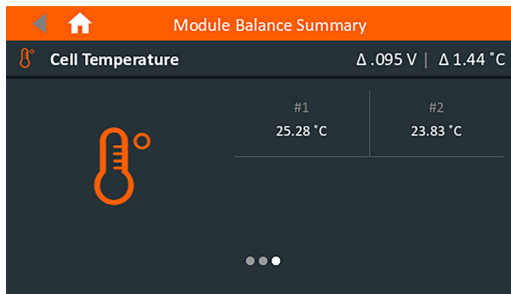 Module Balance Summary
Cell Temperature Δ .095 V | Δ 1.44 ˚C
#1 #2
25.28 ˚C 23.83 ˚C